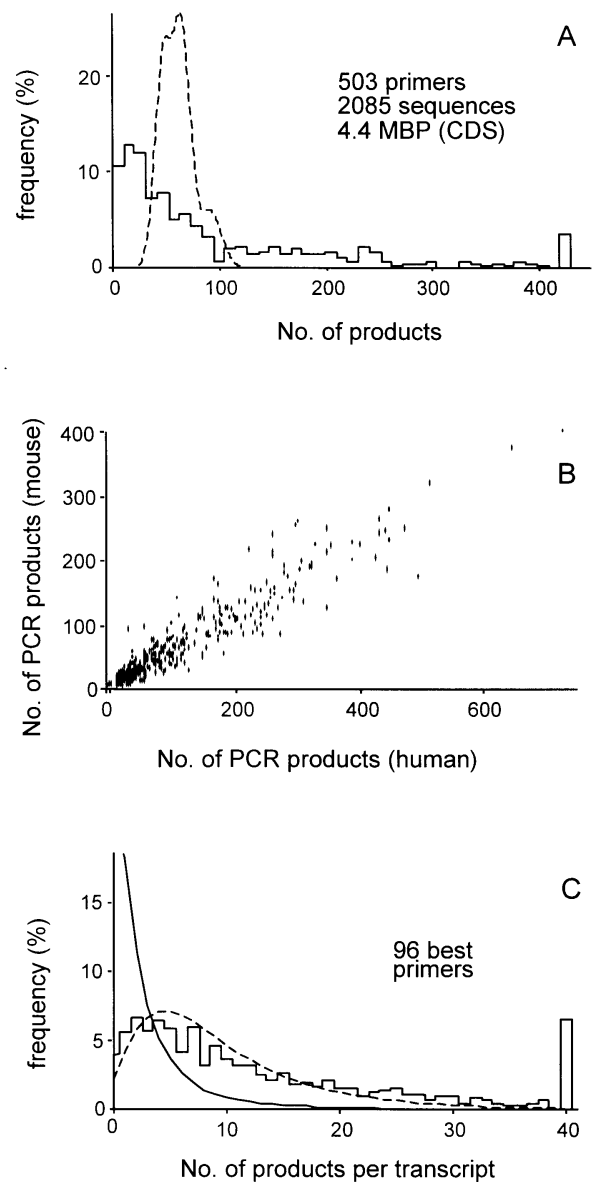 A
frequency (%)
20
10
0
503 primers
2085 sequences
4.4 MBP (CDS)
0 100 200 300 400
No. of products
B
No. of PCR products (mouse)
400
300
200
100
0
0 200 400 600
No. of PCR products (human)
C
frequency (%)
15
10
5
0
96 best
primers
0 10 20 30 40
No. of products per transcript